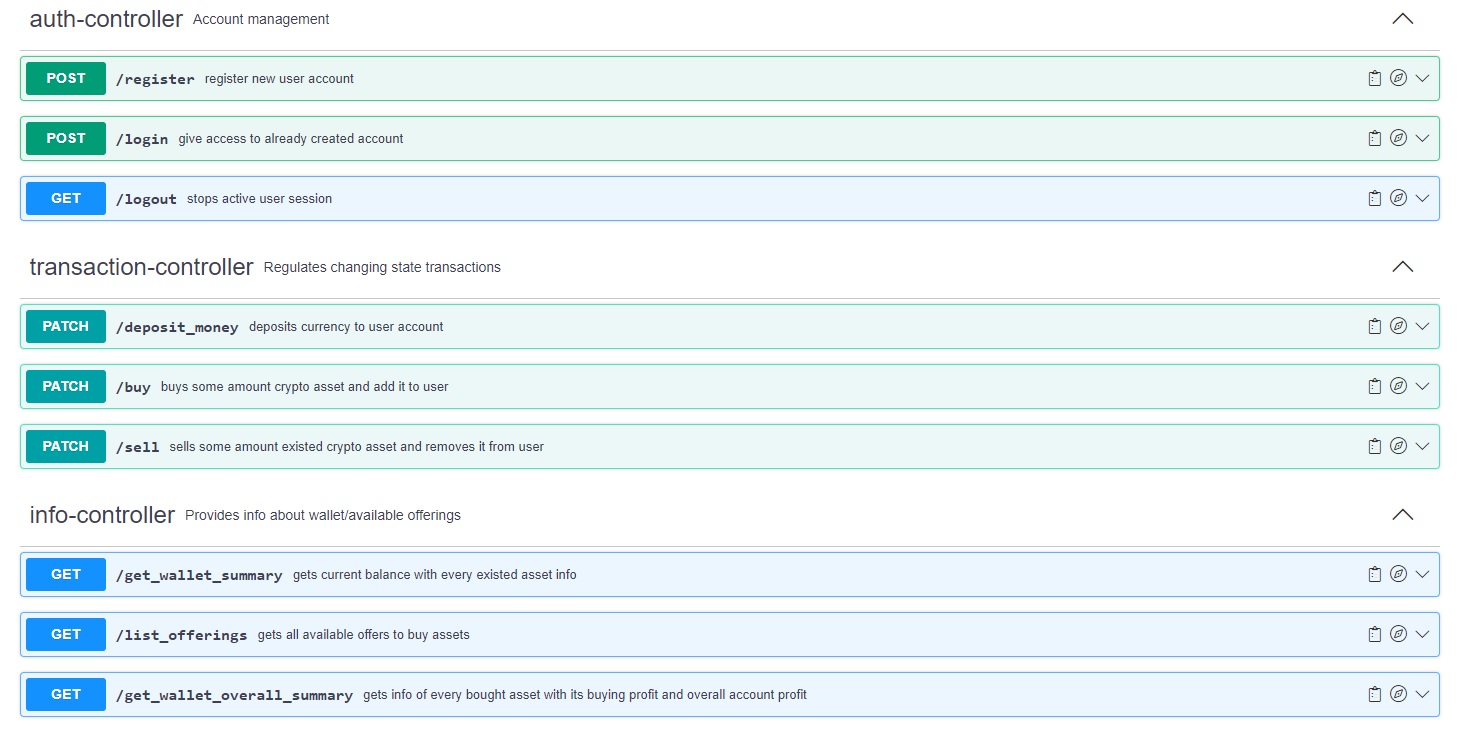 auth-controller Account management
POST /register register new user account
POST /login give access to already created account
GET /logout stops active user session
transaction-controller Regulates changing state transactions
PATCH /deposit_money deposits currency to user account
PATCH /buy buys some amount crypto asset and add it to user
PATCH /sell sells some amount existed crypto asset and removes it from user
info-controller Provides info about wallet/available offerings
GET /get_wallet_summary gets current balance with every existed asset info
GET /list_offerings gets all available offers to buy assets
GET /get_wallet_overall_summary gets info of every bought asset with its buying profit and overall account profit